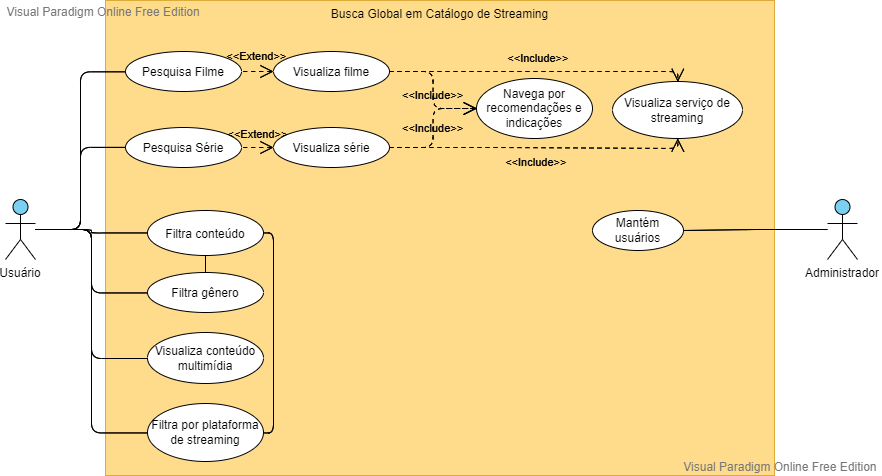 Visual Paradigm Online Free Edition
Busca Global em Catálogo de Streaming
<<Extend>>
<<Include>>
Pesquisa Filme
Visualiza filme
<<Include>>
Navega por
recomendações e
indicações
Visualiza serviço de
streaming
<<Include>>
<<Extend>>
Pesquisa Série
Visualiza série
<<Include>>
Filtra conteúdo
Mantém
usuários
Usuário
Administrador
Filtra gênero
Visualiza conteúdo
multimídia
Filtra por plataforma
de streaming
Visual Paradigm Online Free Edition